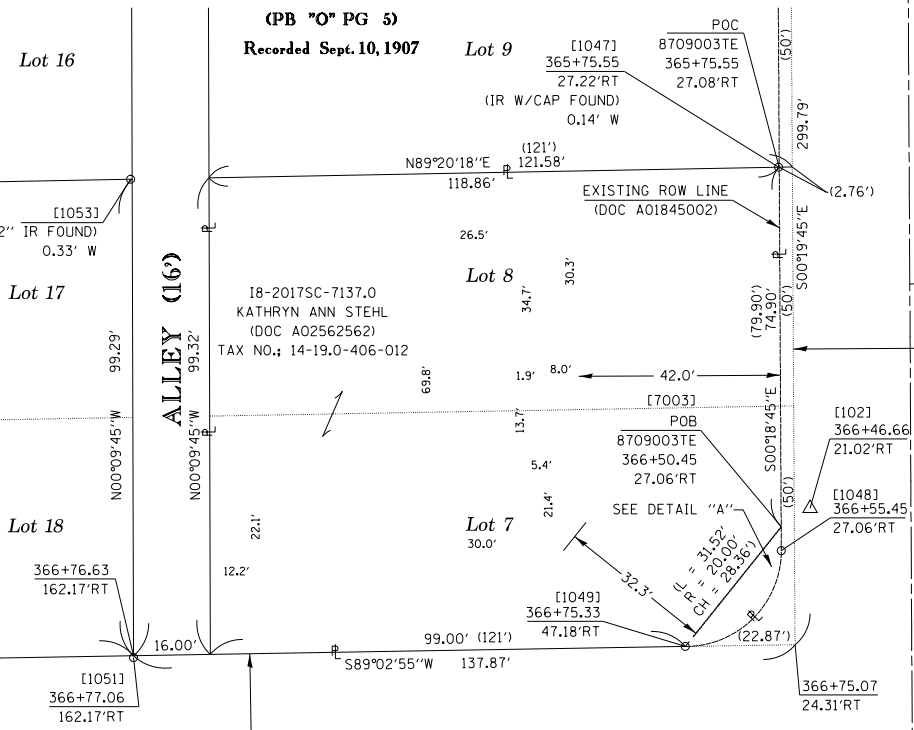 (PB "O" PG 5)
Recorded Sept. 10, 1907
Lot 16
Lot 9
[1047]
365+75.55
27.22'RT
(IR W/CAP FOUND)
0.14' W
POC
8709003TE
365+75.55
27.08'RT
(50')
299.79'
(121')
N89°20'18"E 121.58'
118.86'
(2.76')
EXISTING ROW LINE
(DOC A01845002)
[1053]
2" IR FOUND)
0.33' W
S00°19'45"E
26.5'
30.3'
34.7'
Lot 8
Lot 17
ALLEY (16')
I8-2017SC-7137.0
KATHRYN ANN STEHL
(DOC A02562562)
TAX NO.; 14-19.0-406-012
(79.90')
74.90'
(50')
99.29'
99.32'
69.8'
1.9'
8.0'
42.0'
[7003]
13.7'
POB
8709003TE
366+50.45
27.06'RT
S00°18'45"E
[102]
366+46.66
21.02'RT
N00°09'45"W
N00°09'45"W
5.4'
21.4'
(50')
[1048]
366+55.45
27.06'RT
SEE DETAIL "A"
Lot 18
22.1'
Lot 7
30.0'
(L = 31.52'
R = 20.00'
CH = 28.36')
32.3'
12.2'
366+76.63
162.17'RT
[1049]
366+75.33
47.18'RT
(22.87')
16.00'
99.00' (121')
S89°02'55"W 137.87'
[1051]
366+77.06
162.17'RT
366+75.07
24.31'RT